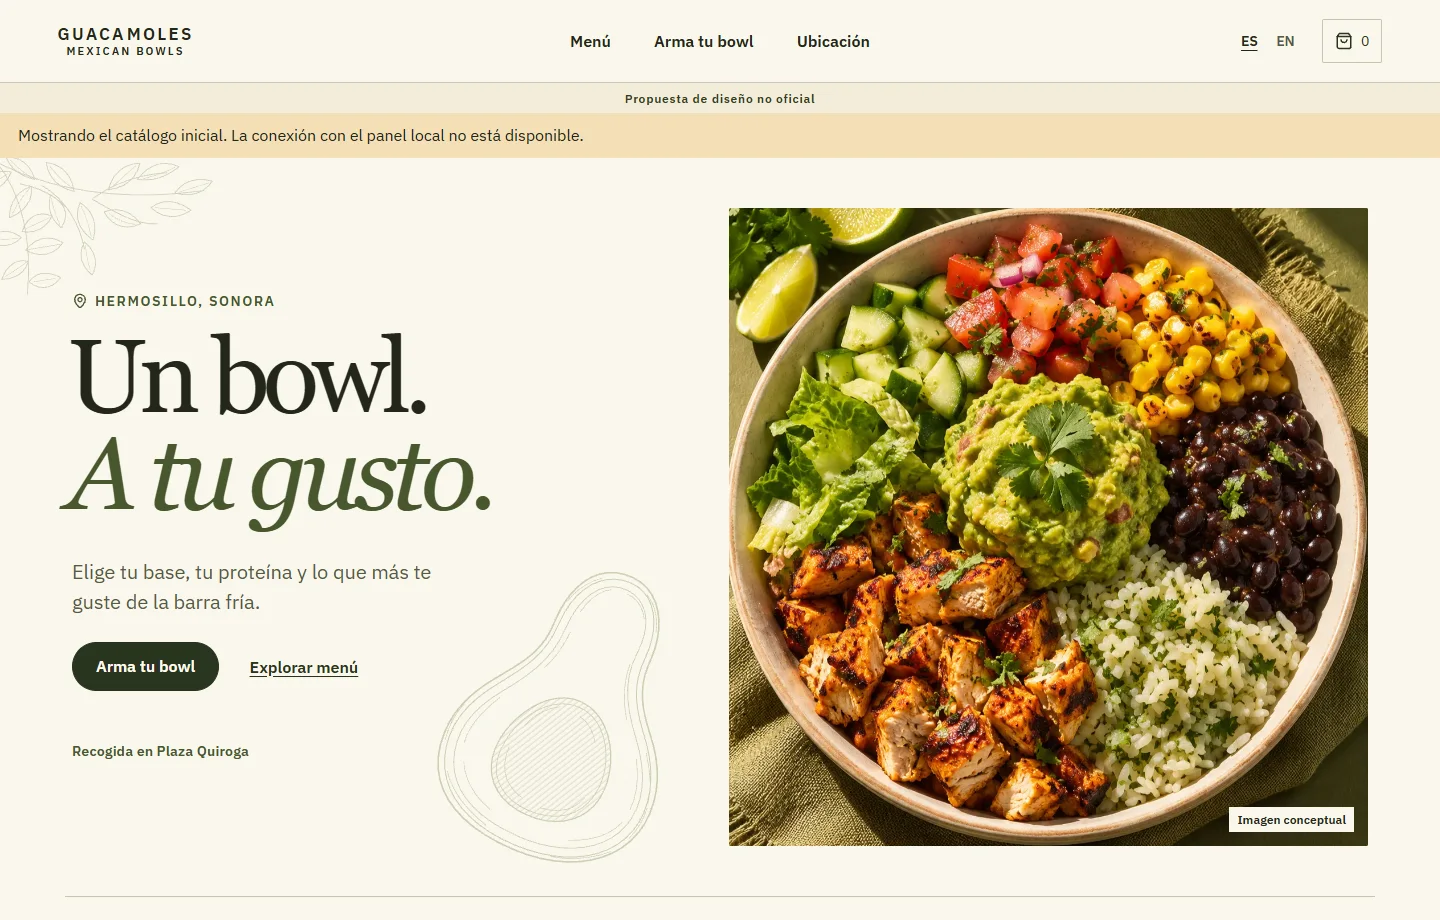 GUACAMOLES
MEXICAN BOWLS
Menú
Arma tu bowl
Ubicación
ES
EN
0
Propuesta de diseño no oficial
Mostrando el catálogo inicial. La conexión con el panel local no está disponible.
HERMOSILLO, SONORA
Un bowl.
A tu gusto.
Elige tu base, tu proteína y lo que más te
guste de la barra fría.
Arma tu bowl
Explorar menú
Recogida en Plaza Quiroga
Imagen conceptual